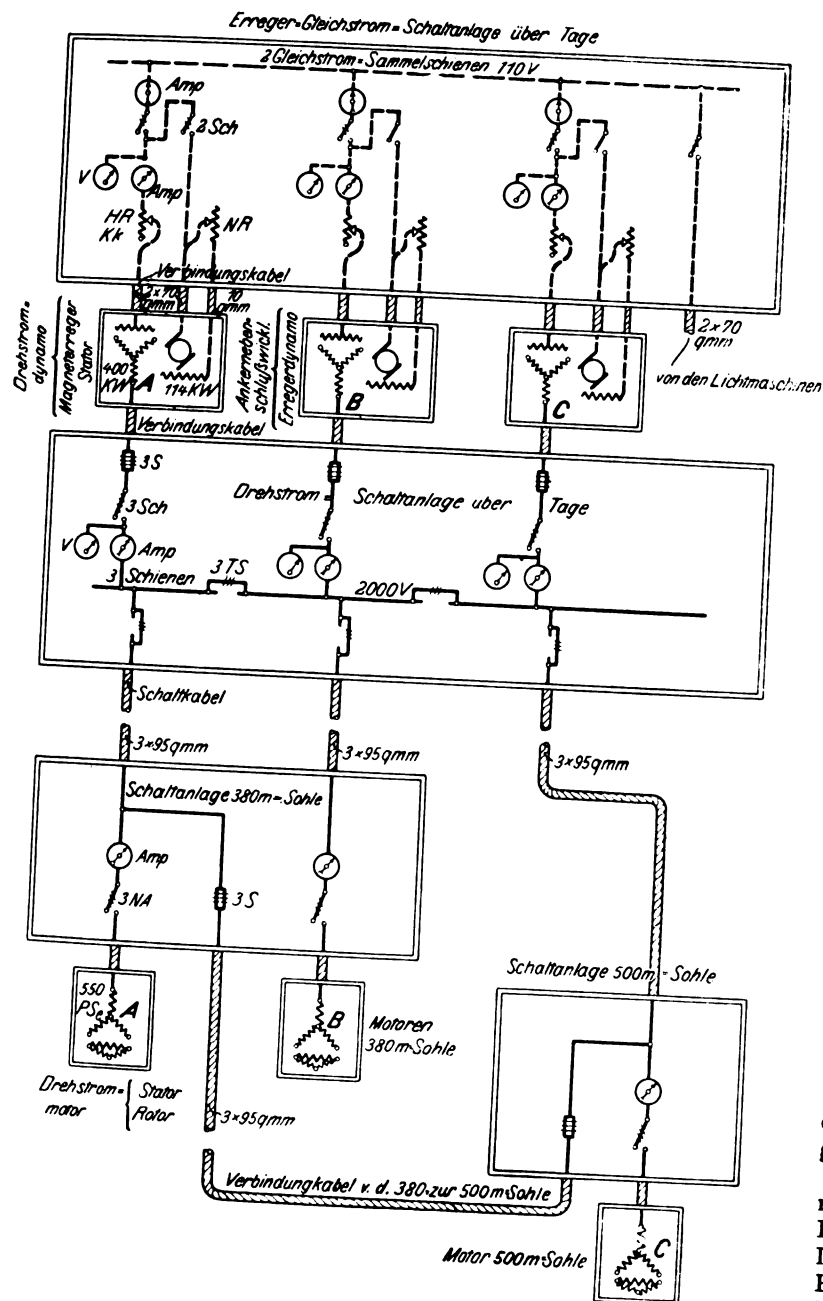 Erreger=Gleichstrom=Schaltanlage über Tage
2 Gleichstrom=Sammelschienen 110 V
Amp
2 Sch
V
Amp
HR
Kk
NR
Verbindungskabel
2×70
qmm
10
qmm
2×70
qmm
von den Lichtmaschinen
Drehstrom=
dynamo
Magneterreger
Stator
400
KW
A
114 KW
Ankerneber-
schlußwickl.
Erregerdynamo
B
C
Verbindungskabel
3 S
3 Sch
V
Amp
Drehstrom=
Schaltanlage über
Tage
3 Schienen
3 TS
2000 V
Schaltkabel
3×95 qmm
3×95 qmm
3×95 qmm
Schaltanlage 380 m=Sohle
Amp
3 NA
3 S
Schaltanlage 500 m=Sohle
550
PSe
A
B
Motoren
380 m-Sohle
Drehstrom=
motor
Stator
Rotor
3×95 qmm
Verbindungkabel v. d. 380-zur 500 m-Sohle
Motor 500 m=Sohle
C